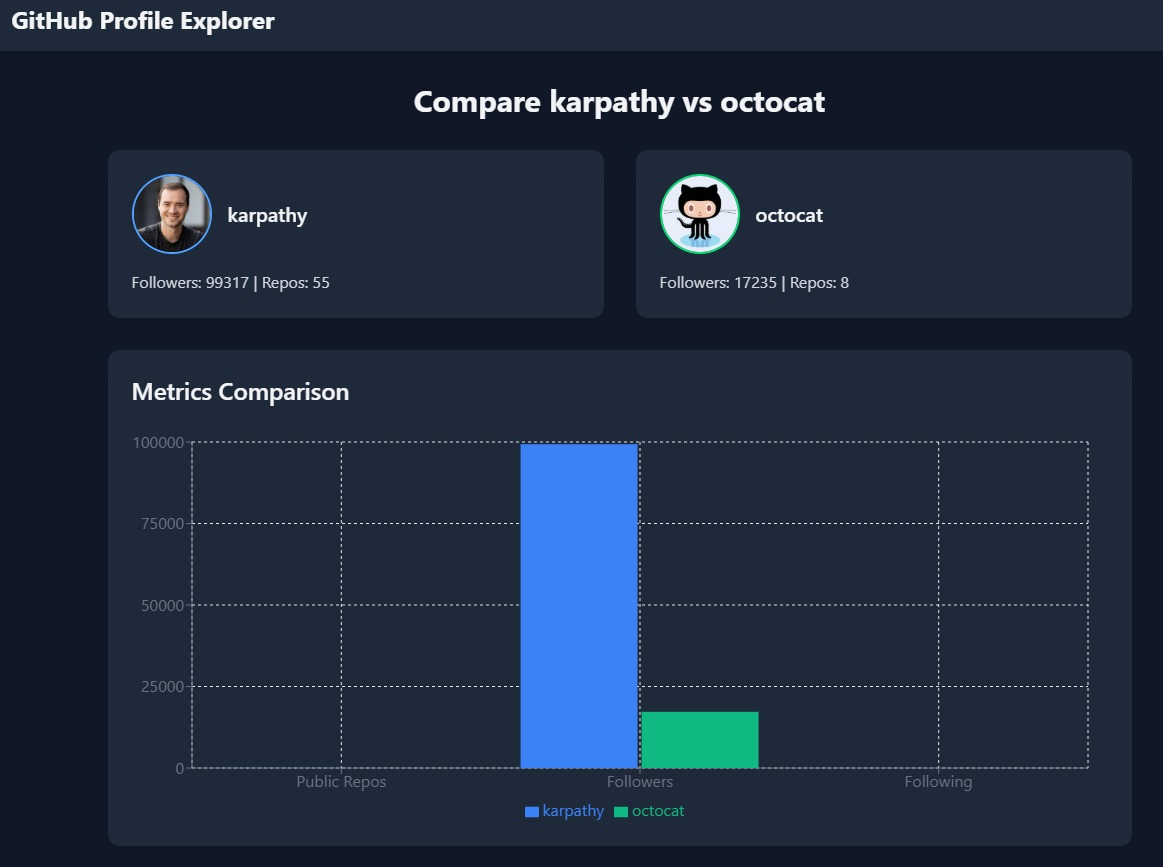 GitHub Profile Explorer
Compare karpathy vs octocat
karpathy
Followers: 99317 | Repos: 55
octocat
Followers: 17235 | Repos: 8
Metrics Comparison
100000
75000
50000
25000
0
Public Repos
Followers
Following
karpathy
octocat